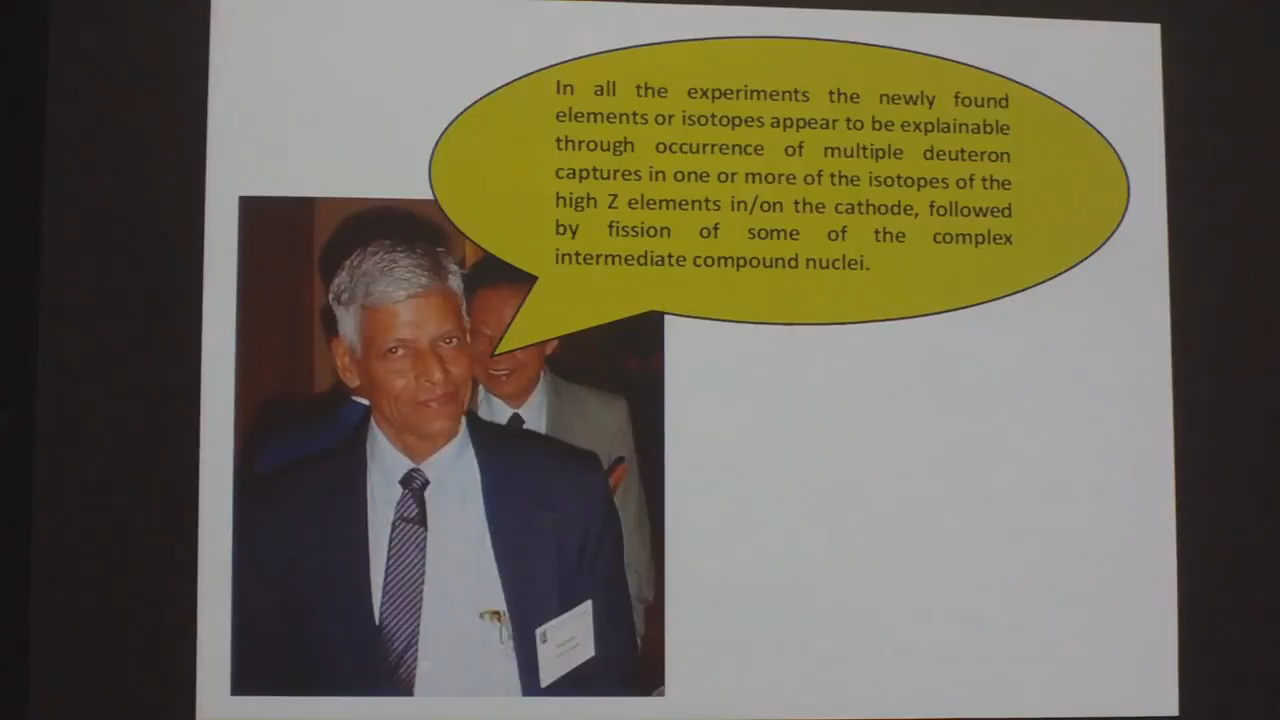 In all the experiments the newly found
elements or isotopes appear to be explainable
through occurrence of multiple deuteron
captures in one or more of the isotopes of the
high Z elements in/on the cathode, followed
by fission of some of the complex
intermediate compound nuclei.